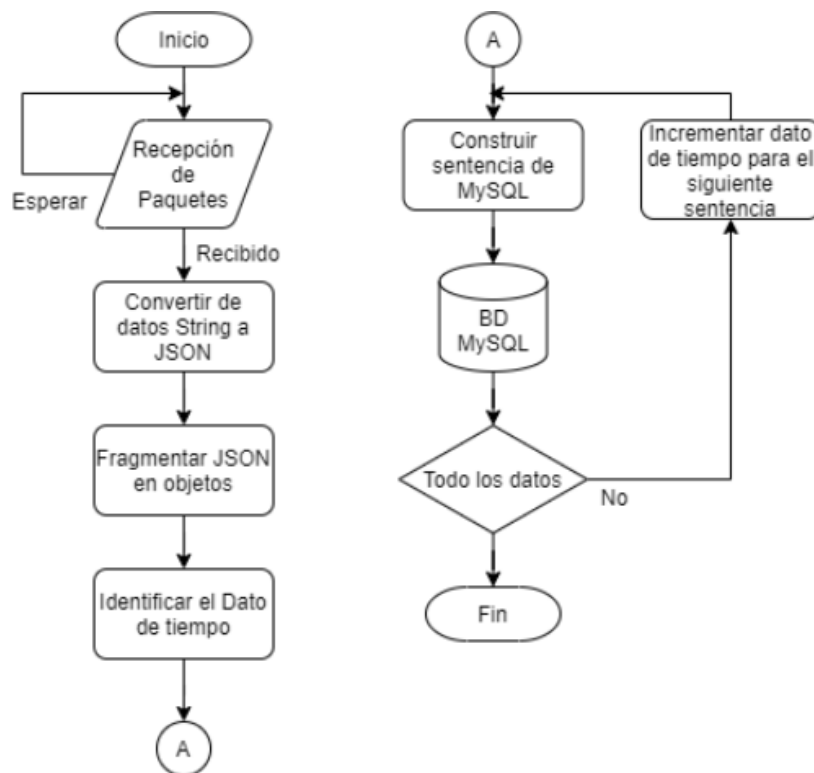 Inicio
Recepción
de
Paquetes
Esperar
Recibido
Convertir de
datos String a
JSON
Fragmentar JSON
en objetos
Identificar el Dato
de tiempo
A
A
Construir
sentencia de
MySQL
Incrementar dato
de tiempo para el
siguiente
sentencia
BD
MySQL
Todo los datos
No
Fin